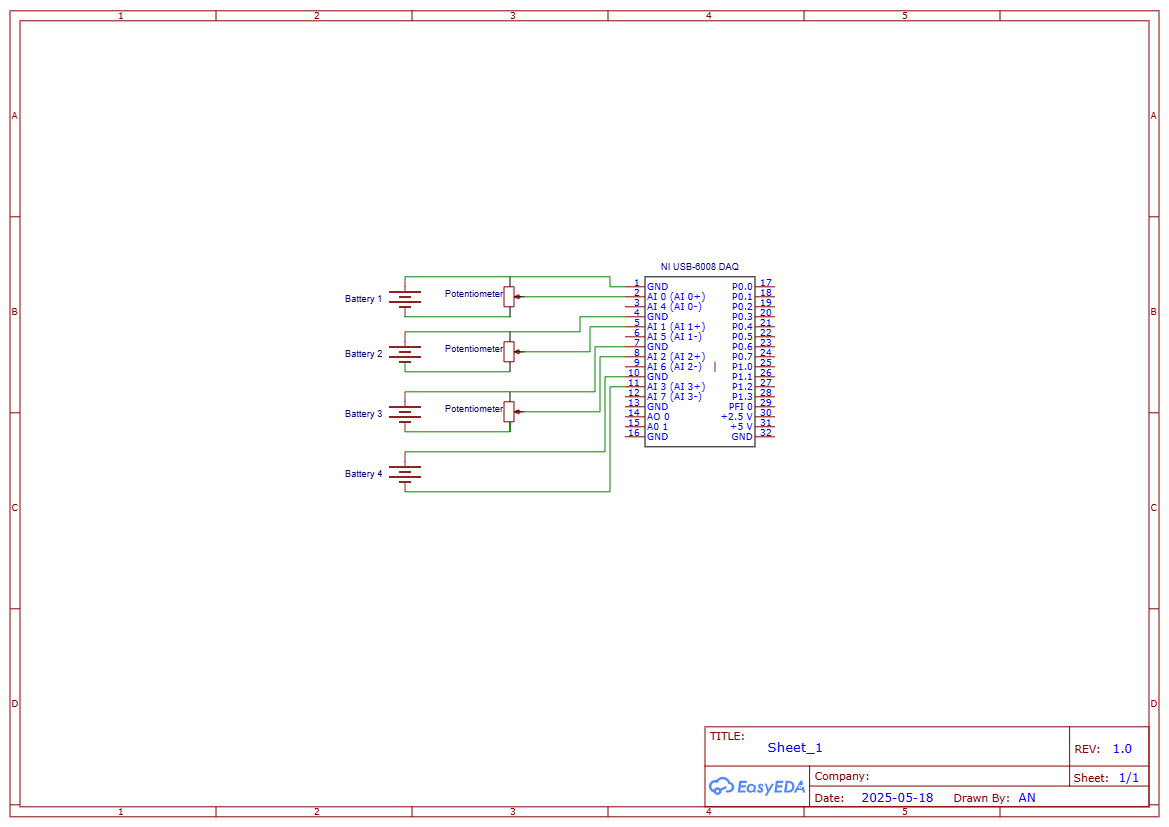 1 2 3 4 5
A A
NI USB-6008 DAQ
B B
Battery 1 Potentiometer
Battery 2 Potentiometer
Battery 3 Potentiometer
Battery 4
1 GND P0.0 17
2 AI 0 (AI 0+) P0.1 18
3 AI 4 (AI 0-) P0.2 19
4 GND P0.3 20
5 AI 1 (AI 1+) P0.4 21
6 AI 5 (AI 1-) P0.5 22
7 GND P0.6 23
8 AI 2 (AI 2+) P0.7 24
9 AI 6 (AI 2-) P1.0 25
10 GND P1.1 26
11 AI 3 (AI 3+) P1.2 27
12 AI 7 (AI 3-) P1.3 28
13 GND PFI 0 29
14 AO 0 +2.5 V 30
15 A0 1 +5 V 31
16 GND GND 32
C C
D D
TITLE:
Sheet_1
REV: 1.0
EasyEDA
Company:
Sheet: 1/1
Date: 2025-05-18 Drawn By: AN
1 2 3 4 5